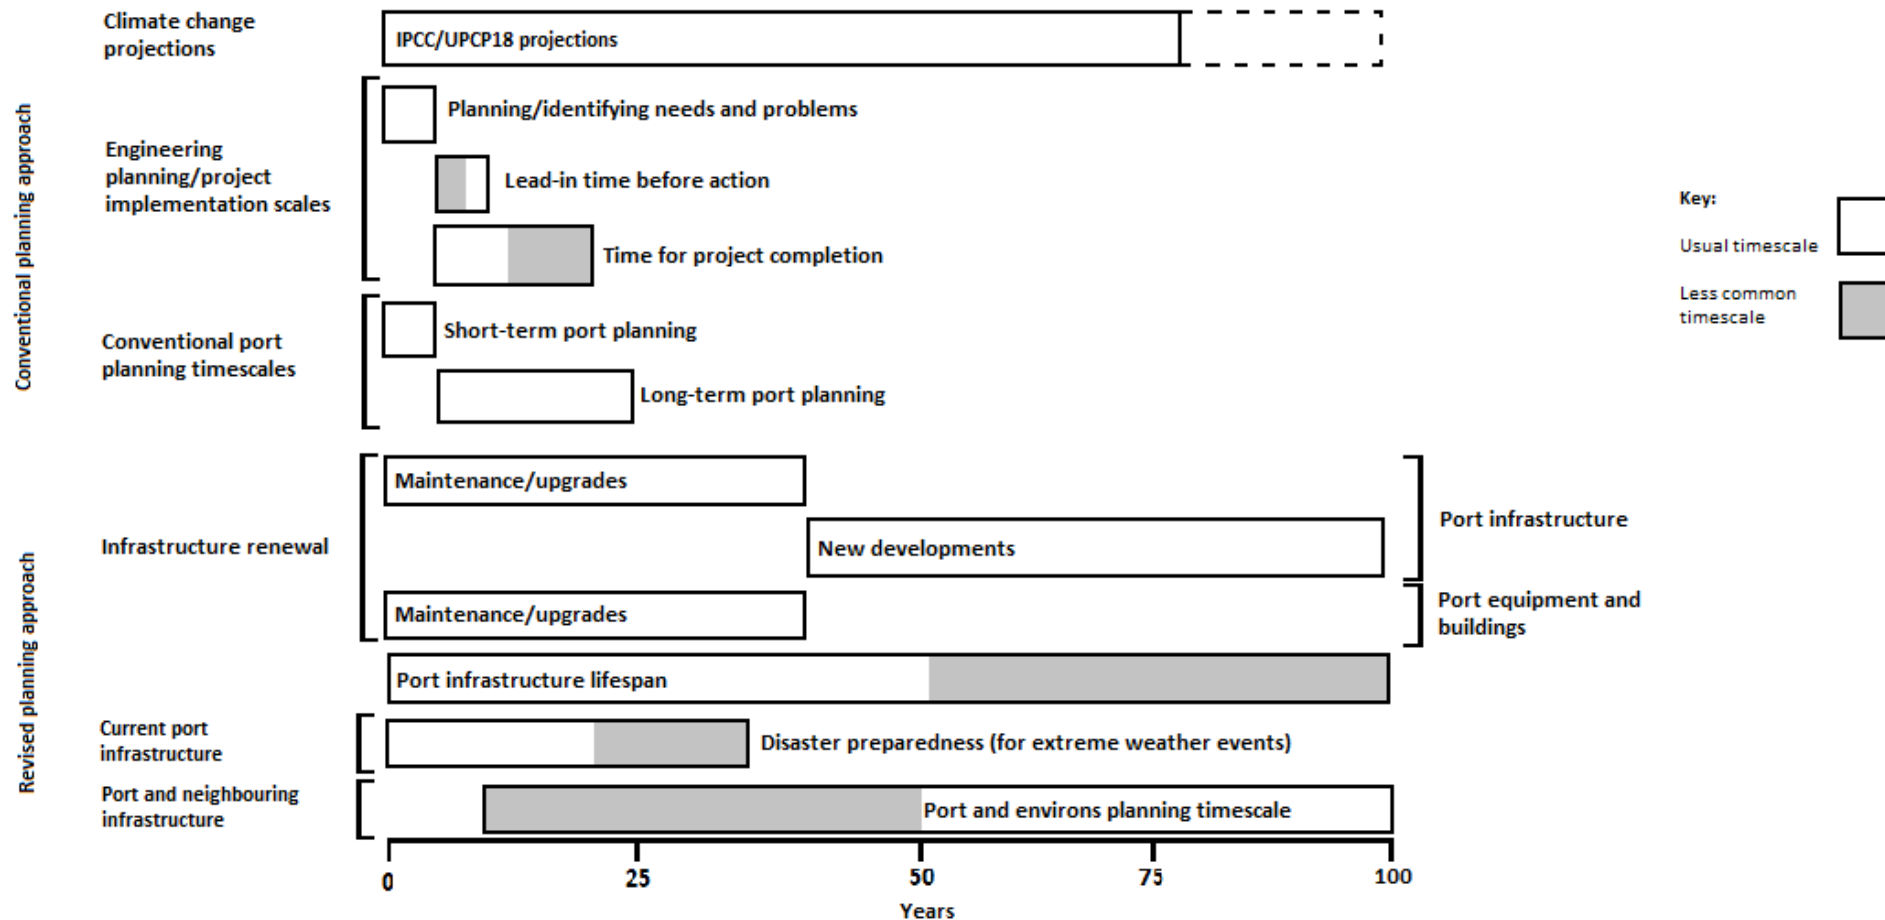 Climate change
projections
IPCC/UPCP18 projections
Conventional planning approach
Engineering
planning/project
implementation scales
Planning/identifying needs and problems
Lead-in time before action
Time for project completion
Key:
Usual timescale
Less common
timescale
Conventional port
planning timescales
Short-term port planning
Long-term port planning
Revised planning approach
Infrastructure renewal
Maintenance/upgrades
New developments
Port infrastructure
Maintenance/upgrades
Port equipment and
buildings
Port infrastructure lifespan
Current port
infrastructure
Disaster preparedness (for extreme weather events)
Port and neighbouring
infrastructure
Port and environs planning timescale
0 25 50 75 100
Years